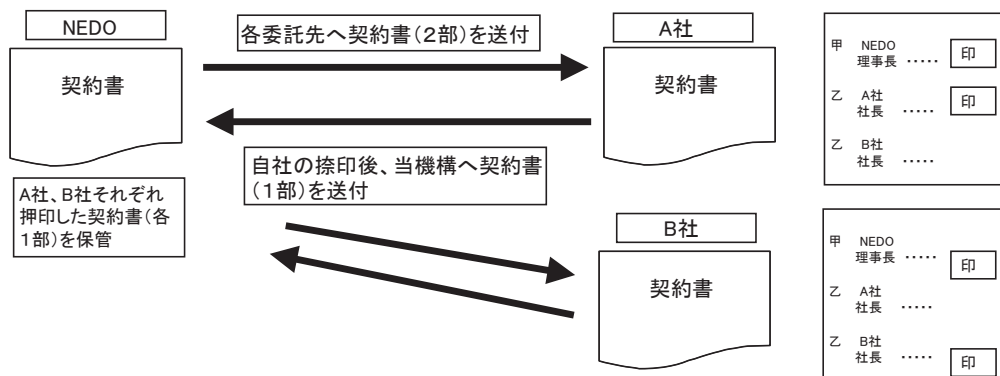 NEDO
契約書
A社、B社それぞれ
押印した契約書(各
1部)を保管
各委託先へ契約書(2部)を送付
自社の捺印後、当機構へ契約書
(1部)を送付
A社
契約書
B社
契約書
甲 NEDO
理事長 ‥‥‥ 印
乙 A社
社長 ‥‥‥ 印
乙 B社
社長 ‥‥‥
甲 NEDO
理事長 ‥‥‥ 印
乙 A社
社長 ‥‥‥
乙 B社
社長 ‥‥‥ 印